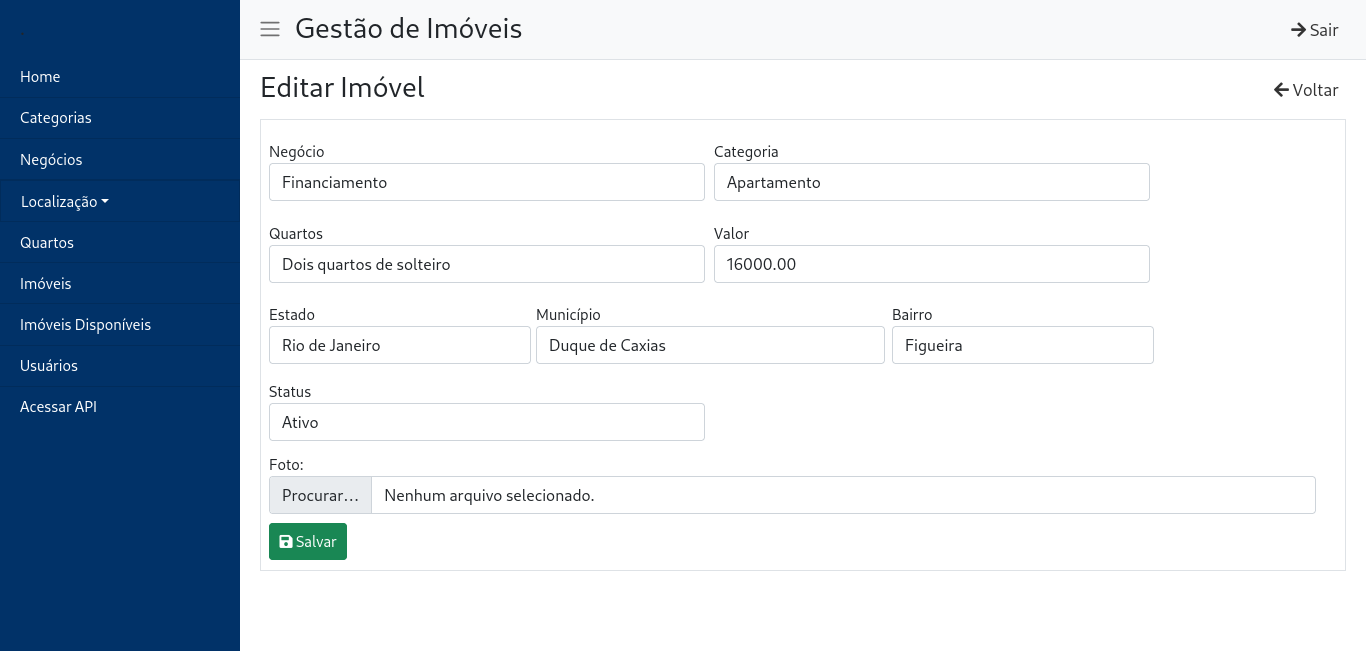 Gestão de Imóveis
Sair
Home
Categorias
Negócios
Localização
Quartos
Imóveis
Imóveis Disponíveis
Usuários
Acessar API
Editar Imóvel
Voltar
Negócio Categoria
Financiamento Apartamento
Quartos Valor
Dois quartos de solteiro 16000.00
Estado Município Bairro
Rio de Janeiro Duque de Caxias Figueira
Status
Ativo
Foto:
Procurar... Nenhum arquivo selecionado.
Salvar